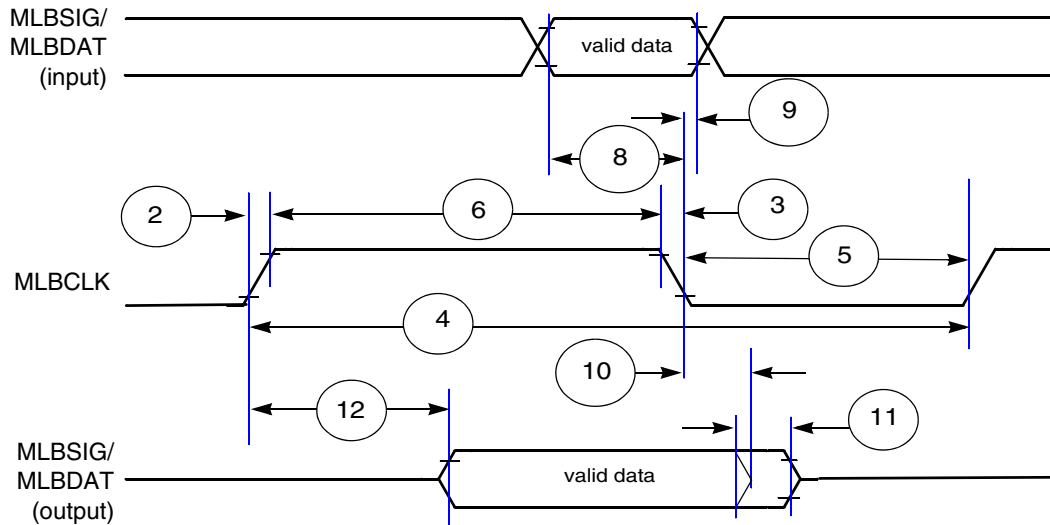 MLBSIG/
MLBDAT
(input)
valid data
9
8
2
6
3
5
MLBCLK
4
10
12
11
MLBSIG/
MLBDAT
(output)
valid data